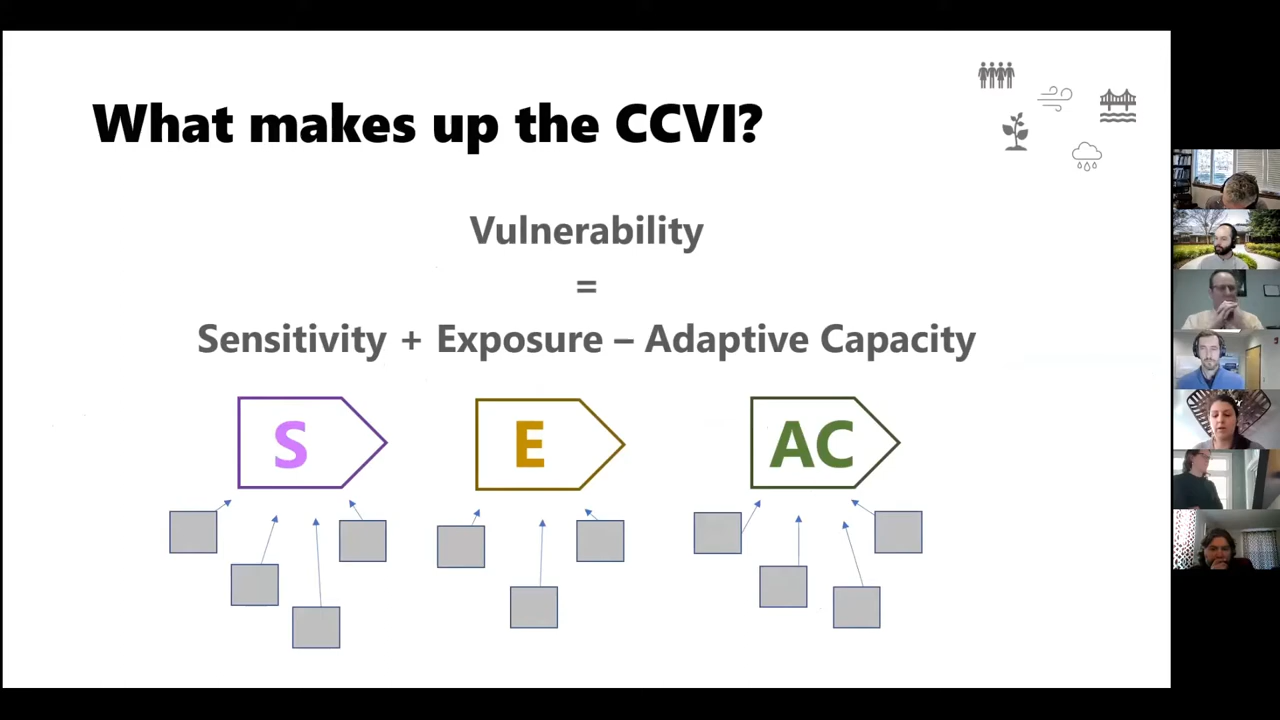 What makes up the CCVI?
Vulnerability
=
Sensitivity + Exposure – Adaptive Capacity
S E AC